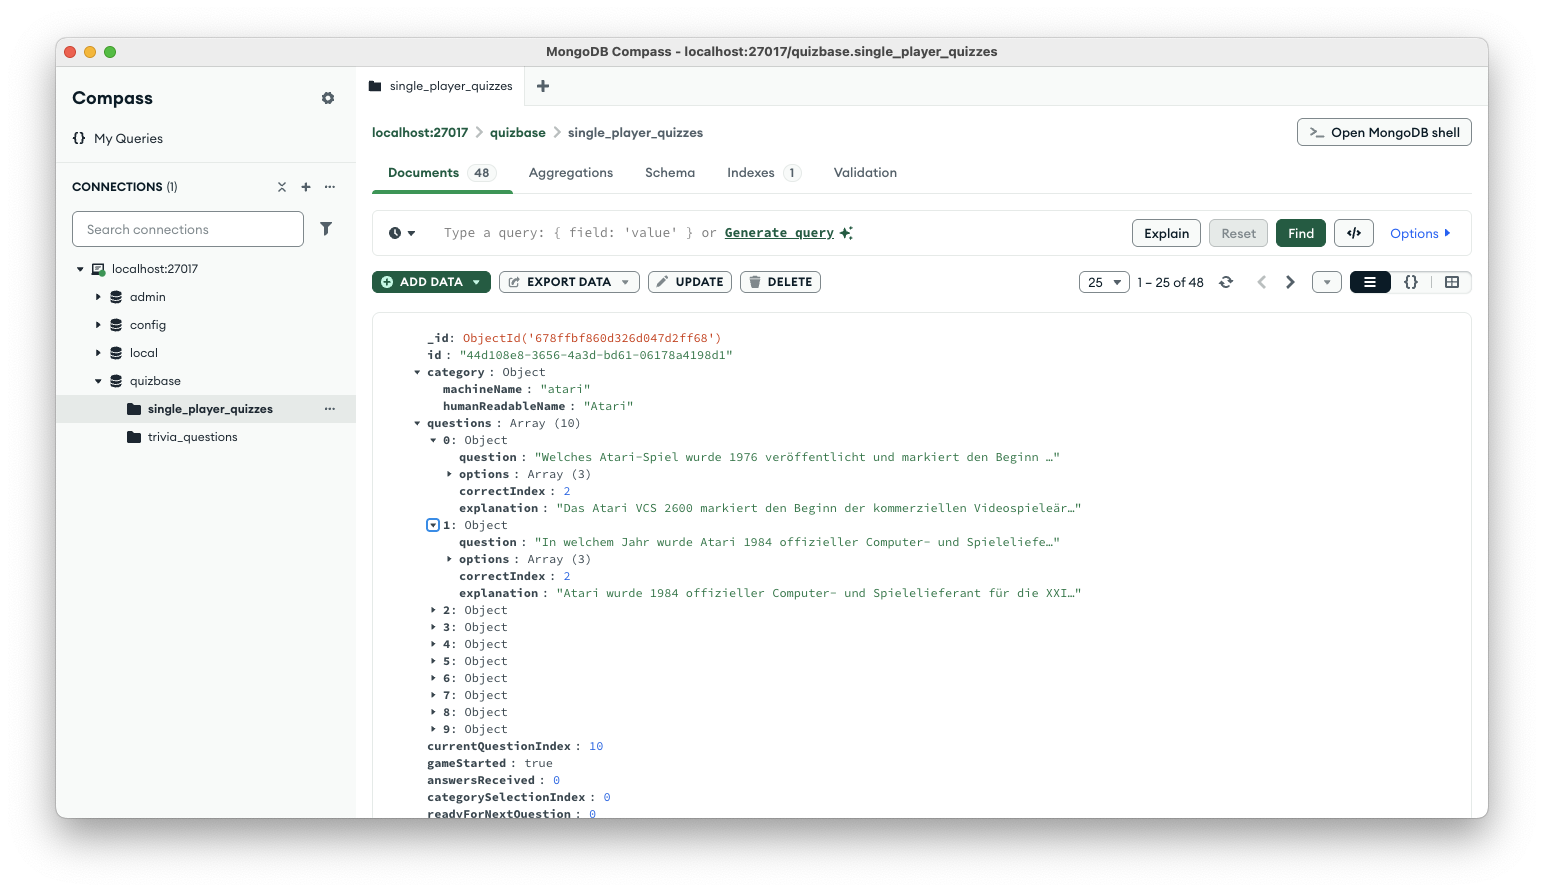 MongoDB Compass - localhost:27017/quizbase.single_player_quizzes
Compass
{} My Queries
CONNECTIONS (1)
Search connections
localhost:27017
admin
config
local
quizbase
single_player_quizzes
trivia_questions
single_player_quizzes
localhost:27017 > quizbase > single_player_quizzes
>_ Open MongoDB shell
Documents 48 Aggregations Schema Indexes 1 Validation
Type a query: { field: 'value' } or Generate query
Explain Reset Find </> Options
ADD DATA EXPORT DATA UPDATE DELETE
25 1 – 25 of 48 {}
_id: ObjectId('678ffbf860d326d047d2ff68')
id : "44d108e8-3656-4a3d-bd61-06178a4198d1"
category : Object
machineName : "atari"
humanReadableName : "Atari"
questions : Array (10)
0: Object
question : "Welches Atari-Spiel wurde 1976 veröffentlicht und markiert den Beginn …"
options : Array (3)
correctIndex : 2
explanation : "Das Atari VCS 2600 markiert den Beginn der kommerziellen Videospieleär…"
1: Object
question : "In welchem Jahr wurde Atari 1984 offizieller Computer- und Spieleliefe…"
options : Array (3)
correctIndex : 2
explanation : "Atari wurde 1984 offizieller Computer- und Spielelieferant für die XXI…"
2: Object
3: Object
4: Object
5: Object
6: Object
7: Object
8: Object
9: Object
currentQuestionIndex : 10
gameStarted : true
answersReceived : 0
categorySelectionIndex : 0
readyForNextQuestion : 0